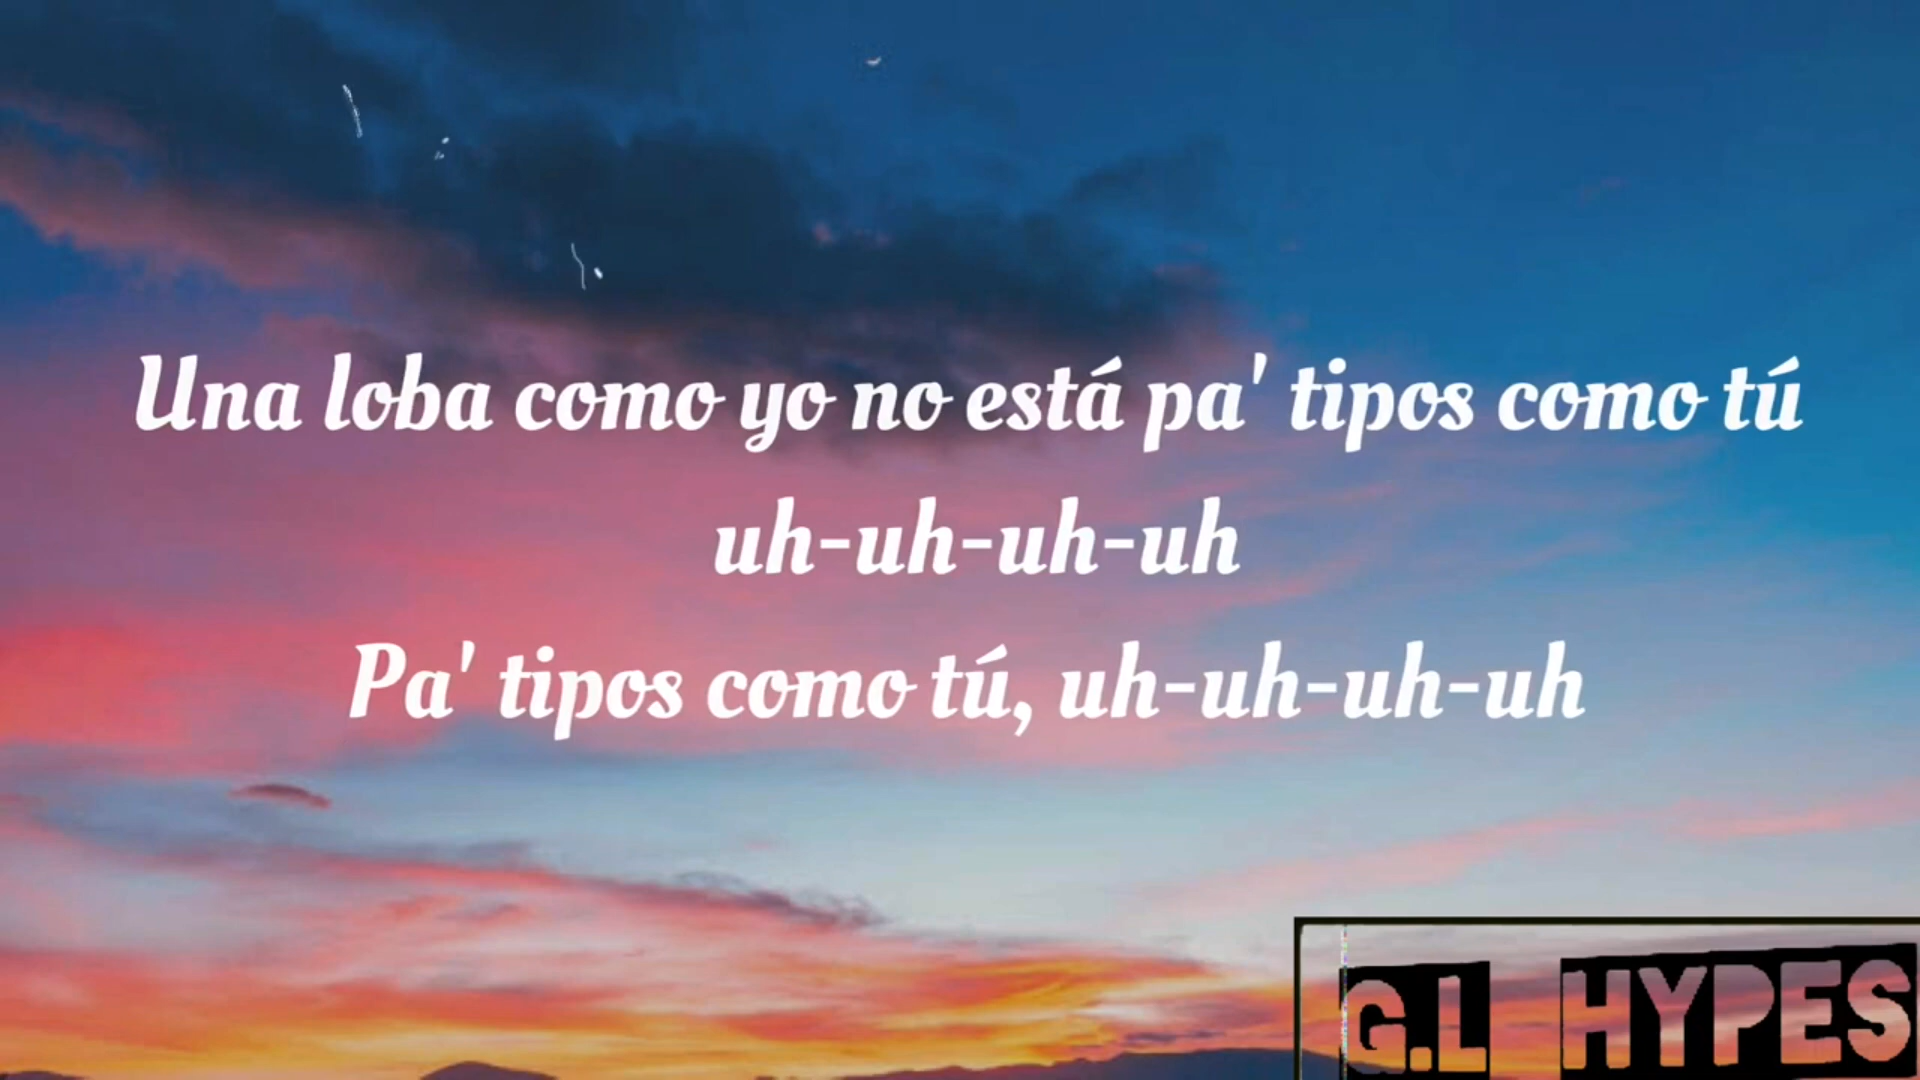 Una loba como yo no está pa' tipos como tú
uh-uh-uh-uh
Pa' tipos como tú, uh-uh-uh-uh
G.L HYPES